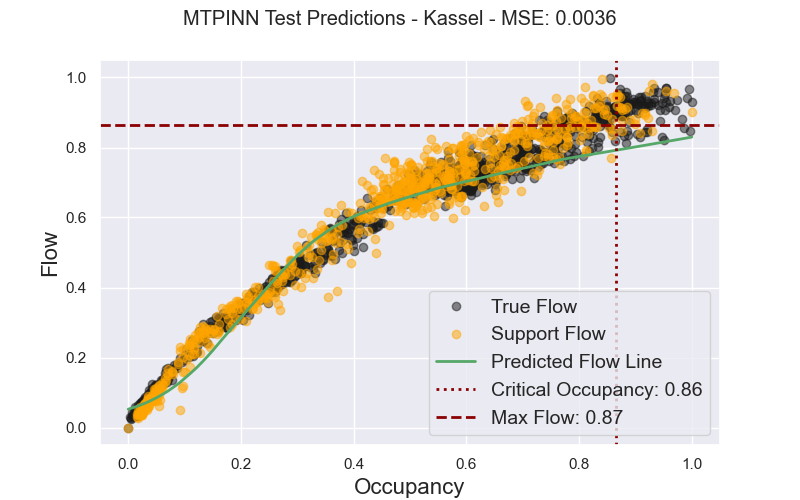 MTPINN Test Predictions - Kassel - MSE: 0.0036
1.0
0.8
0.6
0.4
0.2
0.0
Flow
True Flow
Support Flow
Predicted Flow Line
Critical Occupancy: 0.86
Max Flow: 0.87
0.0 0.2 0.4 0.6 0.8 1.0
Occupancy